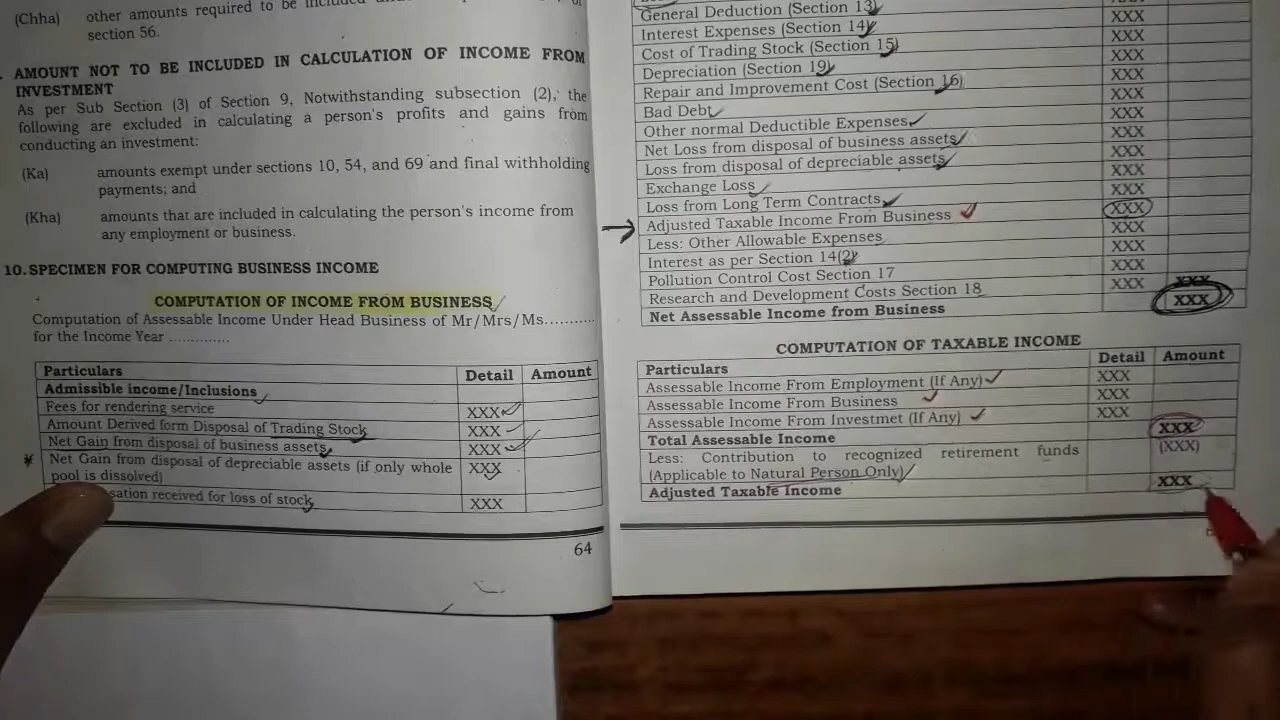 (Chha)
other amounts required to be
section 56.
AMOUNT NOT TO BE INCLUDED IN CALCULATION OF INCOME FROM
INVESTMENT
As per Sub Section (3) of Section 9, Notwithstanding subsection (2), the
following are excluded in calculating a person's profits and gains from
conducting an investment:
(Ka) amounts exempt under sections 10, 54, and 69 and final withholding
payments; and
(Kha) amounts that are included in calculating the person's income from
any employment or business.
10. SPECIMEN FOR COMPUTING BUSINESS INCOME
COMPUTATION OF INCOME FROM BUSINESS
Computation of Assessable Income Under Head Business of Mr/Mrs/Ms...........
for the Income Year ..............
Particulars Detail Amount
Admissible income/Inclusions
Fees for rendering service XXX
Amount Derived form Disposal of Trading Stock XXX
Net Gain from disposal of business assets XXX
* Net Gain from disposal of depreciable assets (if only whole XXX
pool is dissolved)
sation received for loss of stock XXX
64
General Deduction (Section 13) XXX
Interest Expenses (Section 14) XXX
Cost of Trading Stock (Section 15) XXX
Depreciation (Section 19) XXX
Repair and Improvement Cost (Section 16) XXX
Bad Debt XXX
Other normal Deductible Expenses XXX
Net Loss from disposal of business assets XXX
Loss from disposal of depreciable assets XXX
Exchange Loss XXX
Loss from Long Term Contracts XXX
Adjusted Taxable Income From Business XXX
Less: Other Allowable Expenses XXX
Interest as per Section 14(2) XXX
Pollution Control Cost Section 17 XXX
Research and Development Costs Section 18 XXX XXX
Net Assessable Income from Business XXX
COMPUTATION OF TAXABLE INCOME
Particulars Detail Amount
Assessable Income From Employment (If Any) XXX
Assessable Income From Business XXX
Assessable Income From Investmet (If Any) XXX
Total Assessable Income XXX
Less: Contribution to recognized retirement funds (XXX)
(Applicable to Natural Person Only)
Adjusted Taxable Income XXX